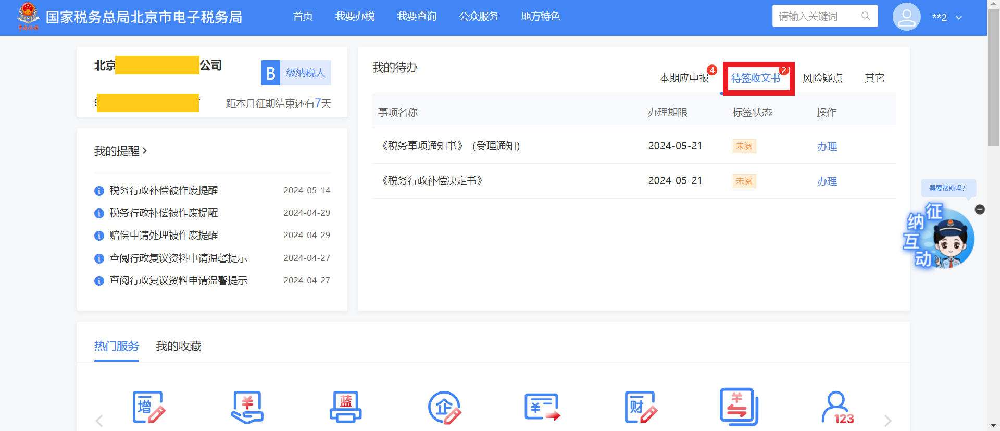 国家税务总局北京市电子税务局
首页 我要办税 我要查询 公众服务 地方特色
请输入关键词
**2
北京 公司
B 级纳税人
9
距本月征期结束还有7天
我的提醒
税务行政补偿被作废提醒 2024-05-14
税务行政补偿被作废提醒 2024-04-29
赔偿申请处理被作废提醒 2024-04-29
查阅行政复议资料申请温馨提示 2024-04-27
查阅行政复议资料申请温馨提示 2024-04-27
我的待办
本期应申报 4 待签收文书 2 风险疑点 其它
事项名称 办理期限 标签状态 操作
《税务事项通知书》（受理通知） 2024-05-21 未阅 办理
《税务行政补偿决定书》 2024-05-21 未阅 办理
需要帮助吗?
征纳互动
热门服务 我的收藏
增 ¥ 蓝 企 ¥ 财 ¥ 123